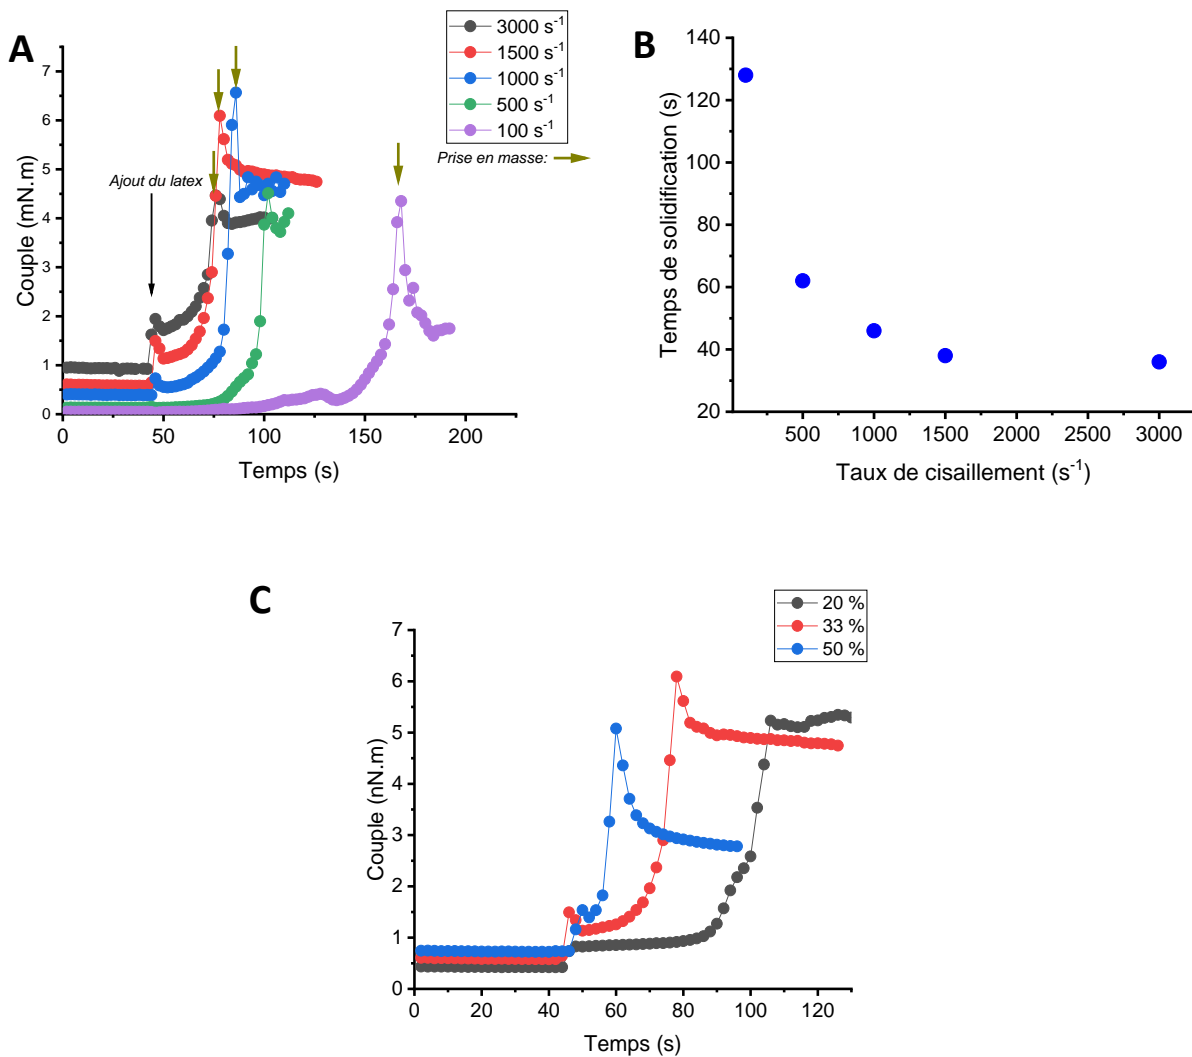 A
3000 s⁻¹
1500 s⁻¹
1000 s⁻¹
500 s⁻¹
100 s⁻¹
Prise en masse:
Ajout du latex
7
6
5
4
3
2
1
0
Couple (mN.m)
0 50 100 150 200
Temps (s)
B
140
120
100
80
60
40
20
Temps de solidification (s)
500 1000 1500 2000 2500 3000
Taux de cisaillement (s⁻¹)
C
20 %
33 %
50 %
7
6
5
4
3
2
1
0
Couple (nN.m)
0 20 40 60 80 100 120
Temps (s)